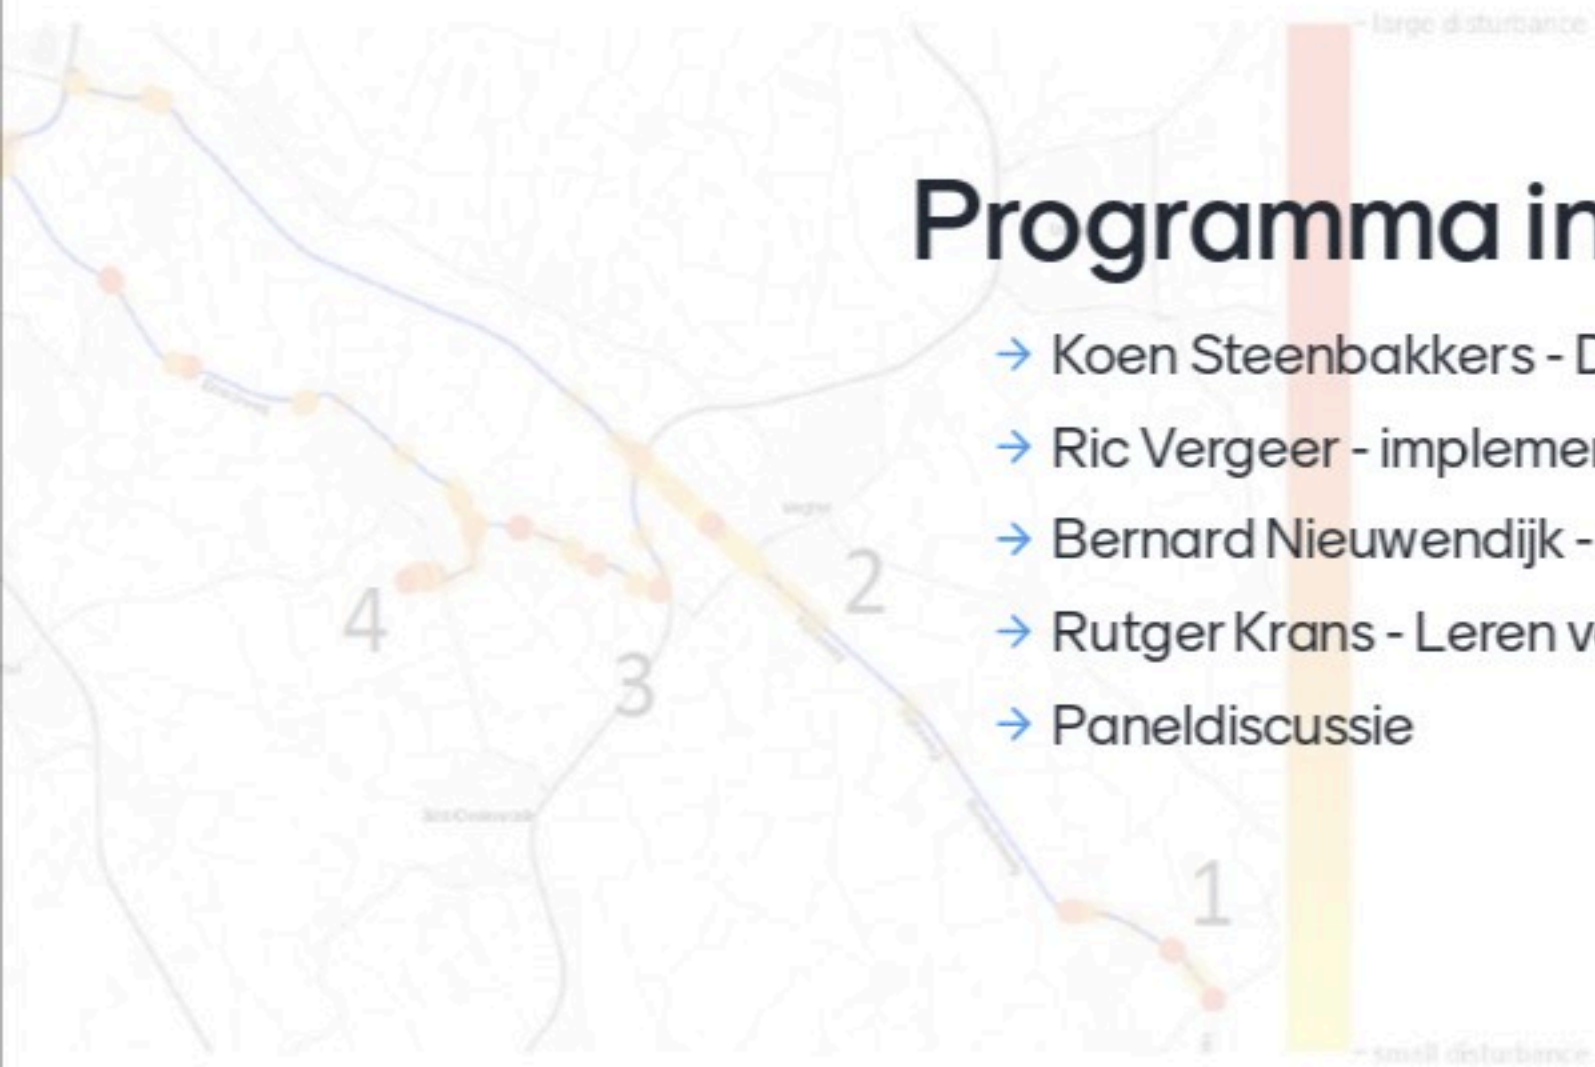 large disturbance
Programma in
→ Koen Steenbakkers - D
→ Ric Vergeer - implemen
→ Bernard Nieuwendijk -
→ Rutger Krans - Leren v
→ Paneldiscussie
Veghel
2
4
3
1
small disturbance